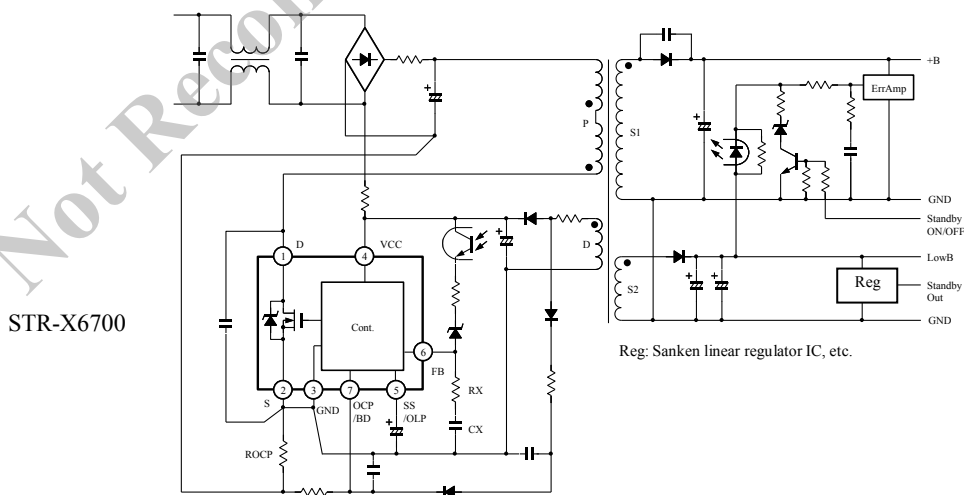 Not Recom
+B
ErrAmp
P
S1
GND
Standby
ON/OFF
D
VCC
D
1
4
LowB
S2
Reg
Standby
Out
STR-X6700
Cont.
GND
6
FB
Reg: Sanken linear regulator IC, etc.
2
3
7
5
RX
S
GND
OCP
/BD
SS
/OLP
CX
ROCP